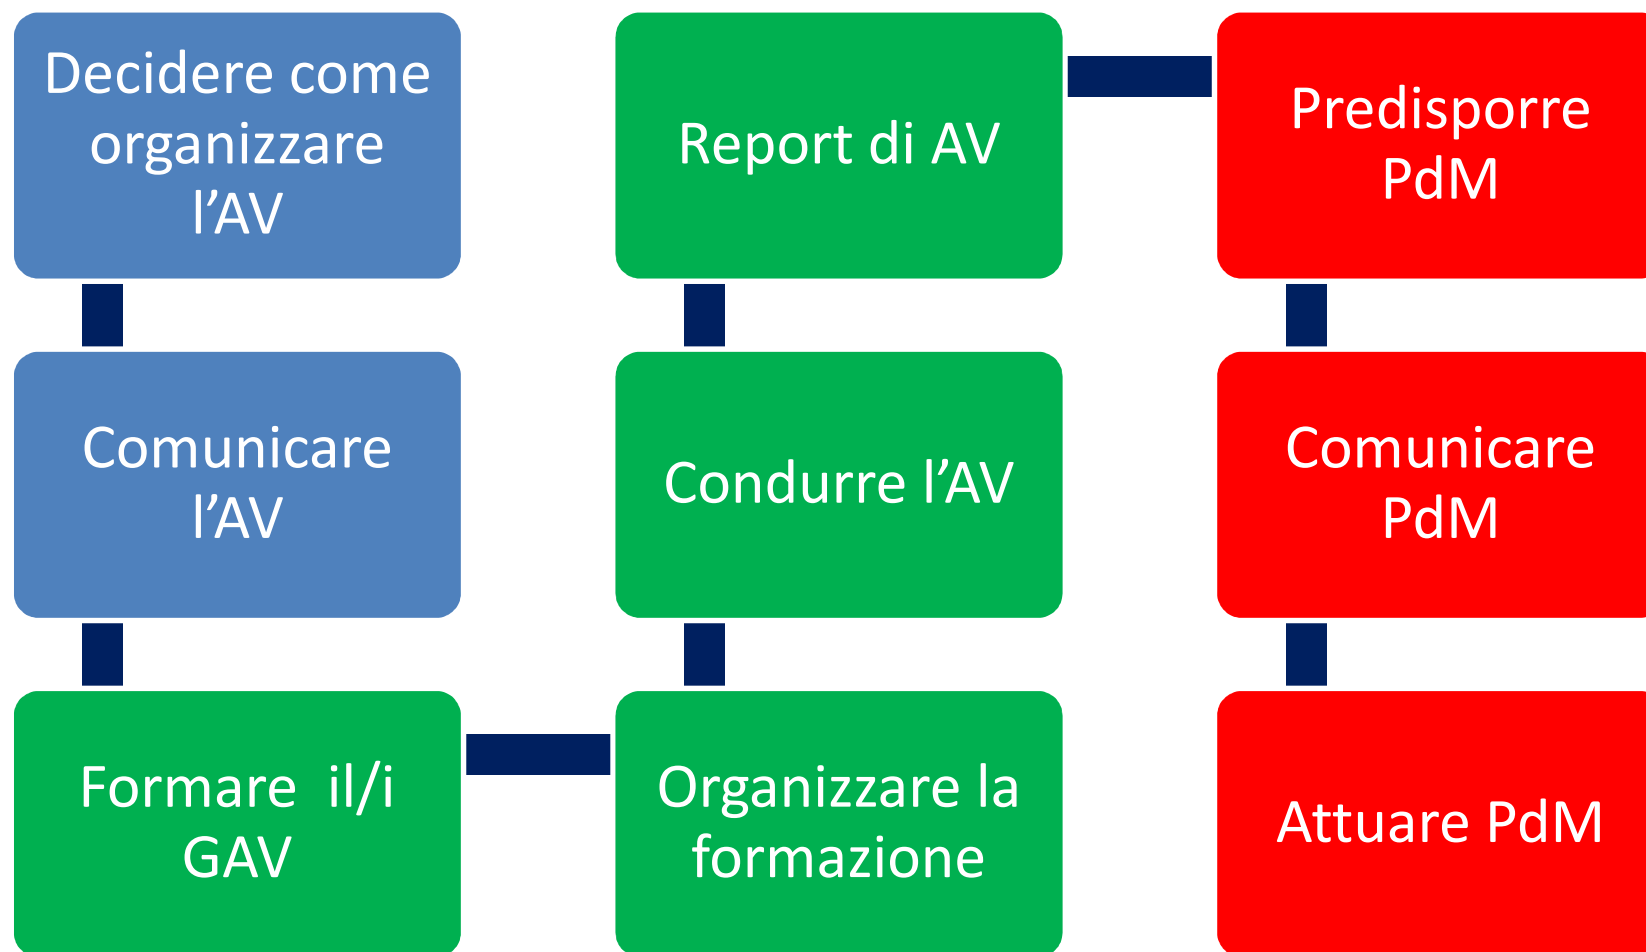 Decidere come
organizzare
l’AV
Comunicare
l’AV
Formare  il/i
GAV
Organizzare la
formazione
Condurre l’AV
Report di AV
Predisporre
PdM
Comunicare
PdM
Attuare PdM